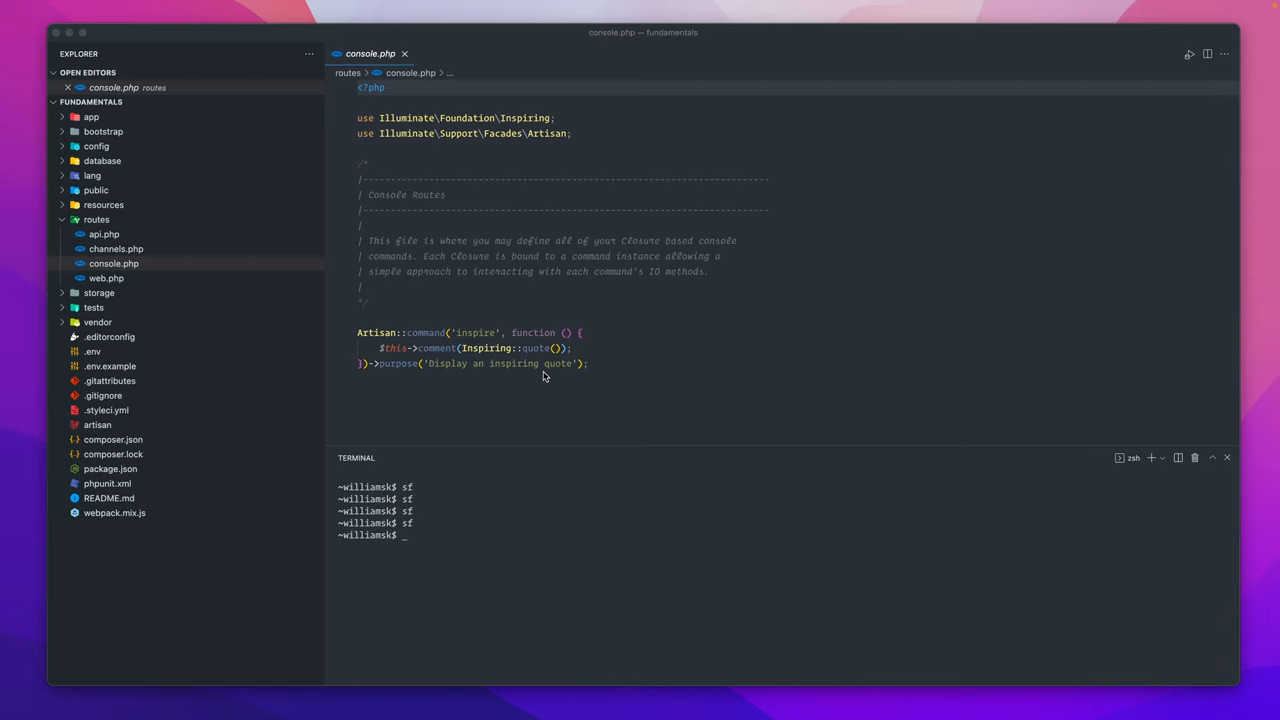 console.php — fundamentals
EXPLORER
OPEN EDITORS
console.php routes
FUNDAMENTALS
app
bootstrap
config
database
lang
public
resources
routes
api.php
channels.php
console.php
web.php
storage
tests
vendor
.editorconfig
.env
.env.example
.gitattributes
.gitignore
.styleci.yml
artisan
composer.json
composer.lock
package.json
phpunit.xml
README.md
webpack.mix.js
console.php
routes > console.php > ...
<?php
use Illuminate\Foundation\Inspiring;
use Illuminate\Support\Facades\Artisan;
/*
|--------------------------------------------------------------------------
| Console Routes
|--------------------------------------------------------------------------
|
| This file is where you may define all of your Closure based console
| commands. Each Closure is bound to a command instance allowing a
| simple approach to interacting with each command's IO methods.
|
*/
Artisan::command('inspire', function () {
$this->comment(Inspiring::quote());
})->purpose('Display an inspiring quote');
TERMINAL
zsh
~williamsk$ sf
~williamsk$ sf
~williamsk$ sf
~williamsk$ sf
~williamsk$ _